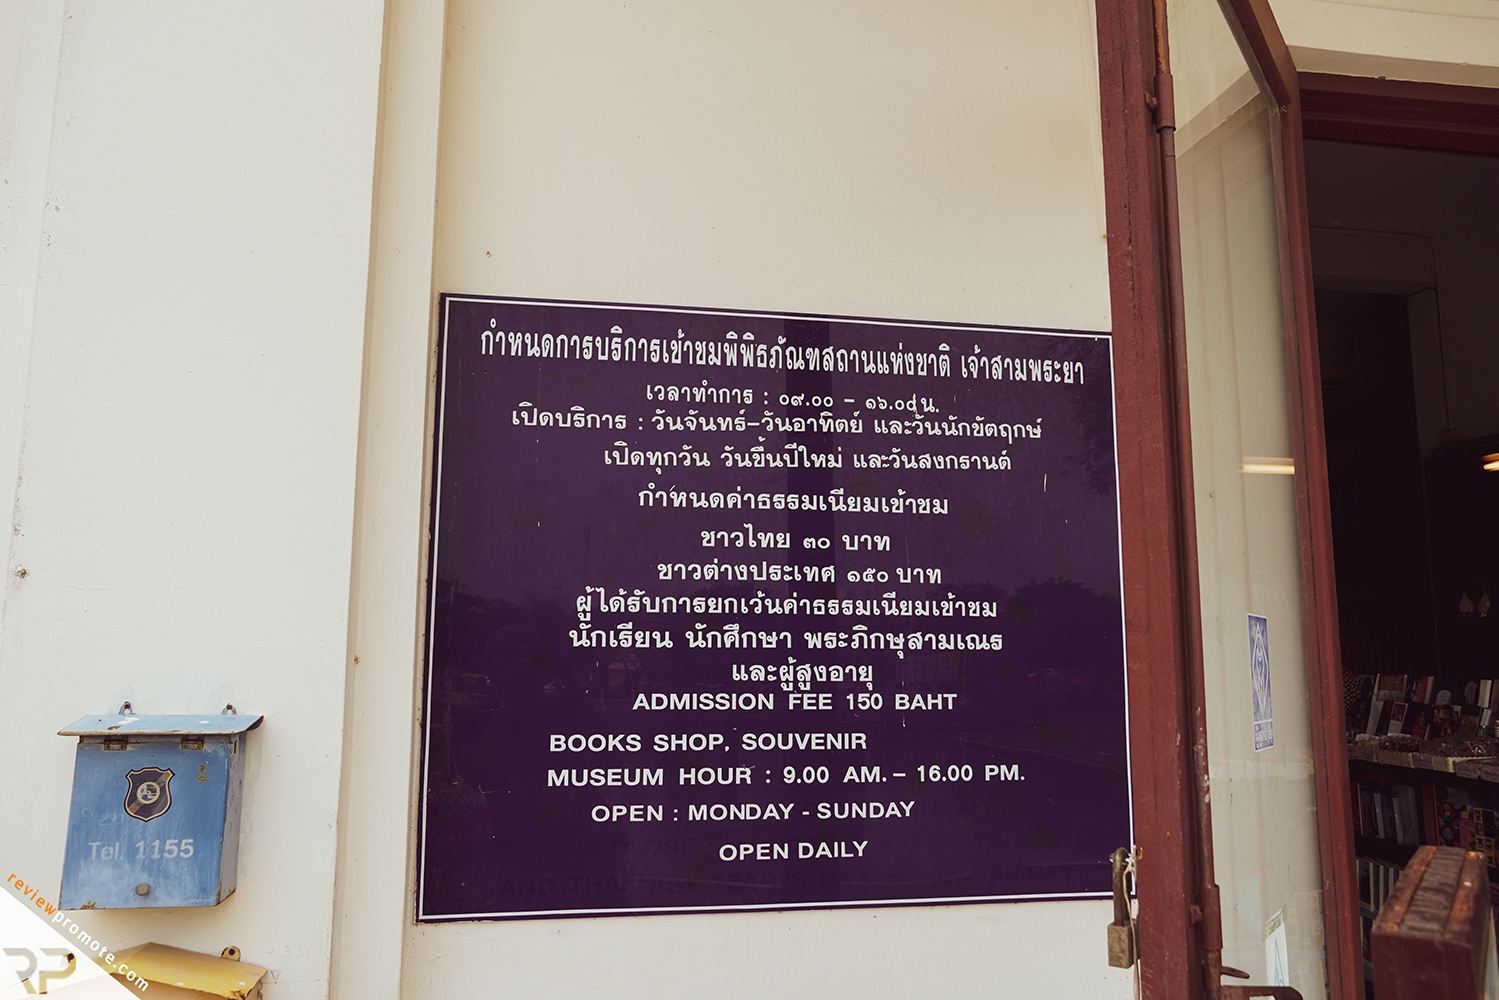 กำหนดการบริการเข้าชมพิพิธภัณฑสถานแห่งชาติ เจ้าสามพระยา
เวลาทำการ : ๐๙.๐๐ - ๑๖.๐๐ น.
เปิดบริการ : วันจันทร์-วันอาทิตย์ และวันนักขัตฤกษ์
เปิดทุกวัน วันขึ้นปีใหม่ และวันสงกรานต์
กำหนดค่าธรรมเนียมเข้าชม
ชาวไทย ๓๐ บาท
ชาวต่างประเทศ ๑๕๐ บาท
ผู้ได้รับการยกเว้นค่าธรรมเนียมเข้าชม
นักเรียน นักศึกษา พระภิกษุสามเณร
และผู้สูงอายุ
ADMISSION FEE 150 BAHT
BOOKS SHOP, SOUVENIR
MUSEUM HOUR : 9.00 AM. - 16.00 PM.
OPEN : MONDAY - SUNDAY
OPEN DAILY
Tel. 1155
reviewpromote.com
RP